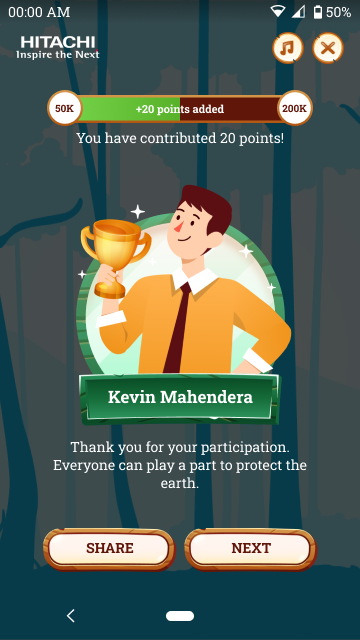 00:00 AM
50%
HITACHI
Inspire the Next
50K
+20 points added
200K
You have contributed 20 points!
Kevin Mahendera
Thank you for your participation.
Everyone can play a part to protect the
earth.
SHARE
NEXT